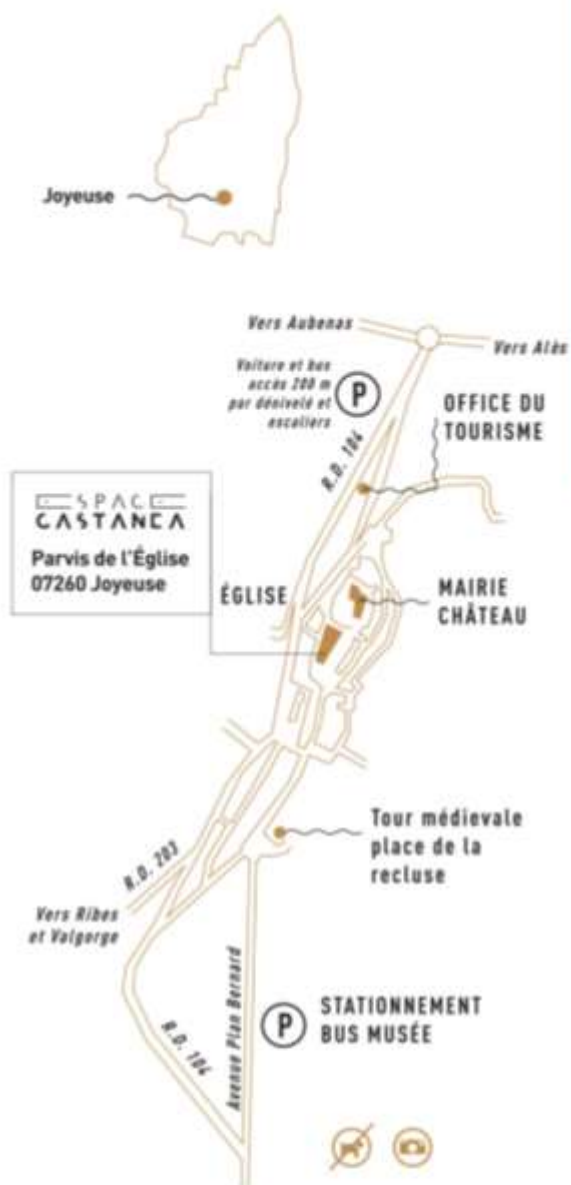 Joyeuse
Vers Aubenas
Vers Alès
Voiture et bus
accès 200 m
par dénivelé et
escaliers
P
OFFICE DU
TOURISME
R.D. 104
ESPACE
CASTANEA
Parvis de l'Église
07260 Joyeuse
ÉGLISE
MAIRIE
CHÂTEAU
Tour médievale
place de la
recluse
R.D. 203
Vers Ribes
et Valgorge
Avenue Plan Bernard
P
STATIONNEMENT
BUS MUSÉE
R.D. 104